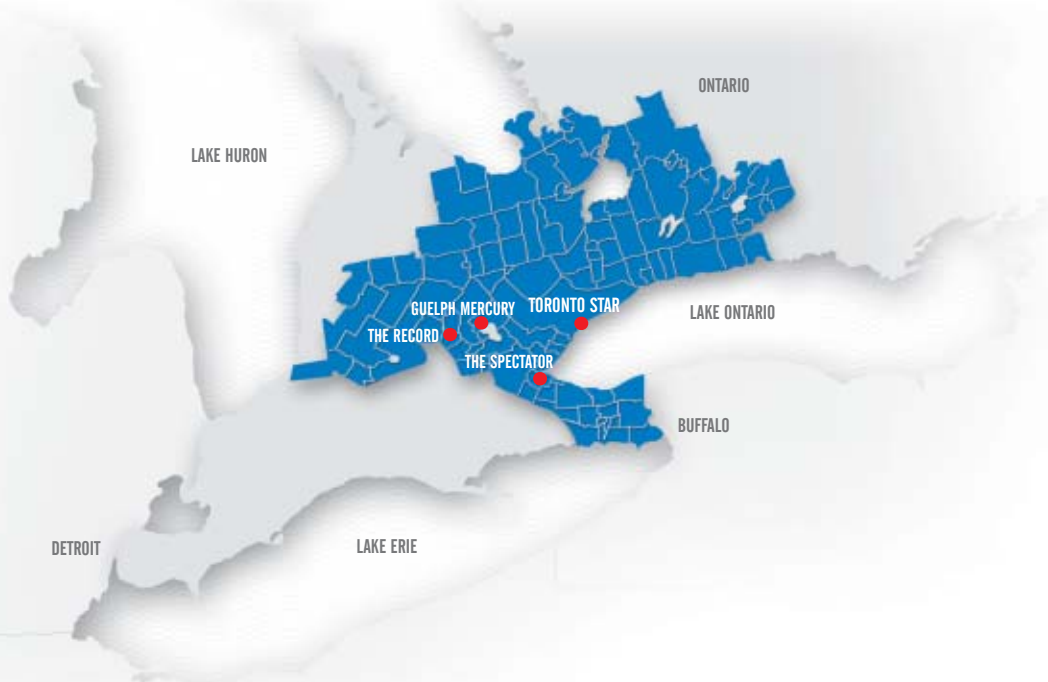 ONTARIO
LAKE HURON
GUELPH MERCURY
TORONTO STAR
LAKE ONTARIO
THE RECORD
THE SPECTATOR
BUFFALO
DETROIT
LAKE ERIE